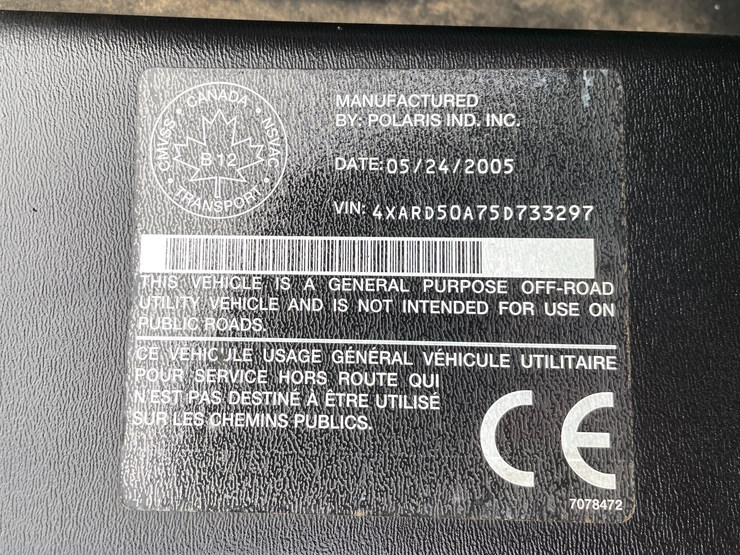 CANADA
CMVSS
NSVAC
B 12
TRANSPORT
MANUFACTURED
BY: POLARIS IND. INC.
DATE: 05/24/2005
VIN: 4XARD50A75D733297
THIS VEHICLE IS A GENERAL PURPOSE OFF-ROAD
UTILITY VEHICLE AND IS NOT INTENDED FOR USE ON
PUBLIC ROADS.
CE VÉHICULE USAGE GÉNÉRAL VÉHICULE UTILITAIRE
POUR SERVICE HORS ROUTE QUI
N'EST PAS DESTINÉ À ÊTRE UTILISÉ
SUR LES CHEMINS PUBLICS.
CE
7078472